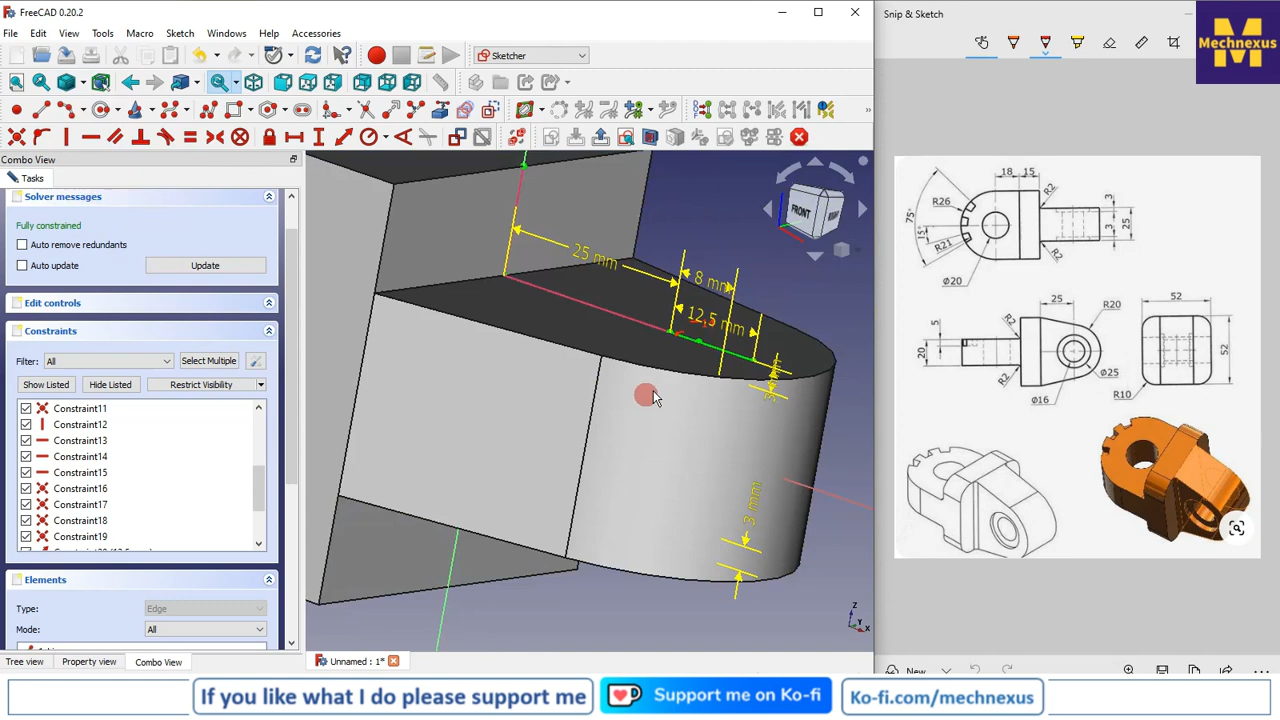 FreeCAD 0.20.2
File Edit View Tools Macro Sketch Windows Help Accessories
Sketcher
Combo View
Tasks
Solver messages
Fully constrained
Auto remove redundants
Auto update
Update
Edit controls
Constraints
Filter: All
Select Multiple
Show Listed
Hide Listed
Restrict Visibility
Constraint11
Constraint12
Constraint13
Constraint14
Constraint15
Constraint16
Constraint17
Constraint18
Constraint19
Elements
Type: Edge
Mode: All
Tree view
Property view
Combo View
25 mm
8 mm
12,5 mm
3 mm
FRONT
RIGHT
Z
Y
X
Unnamed : 1*
Snip & Sketch
Mechnexus
18
15
R2
3
R26
75°
15°
R21
3
25
R2
Ø20
25
52
R2
R20
5
20
52
R2
Ø25
R10
Ø16
New
If you like what I do please support me
Support me on Ko-fi
Ko-fi.com/mechnexus